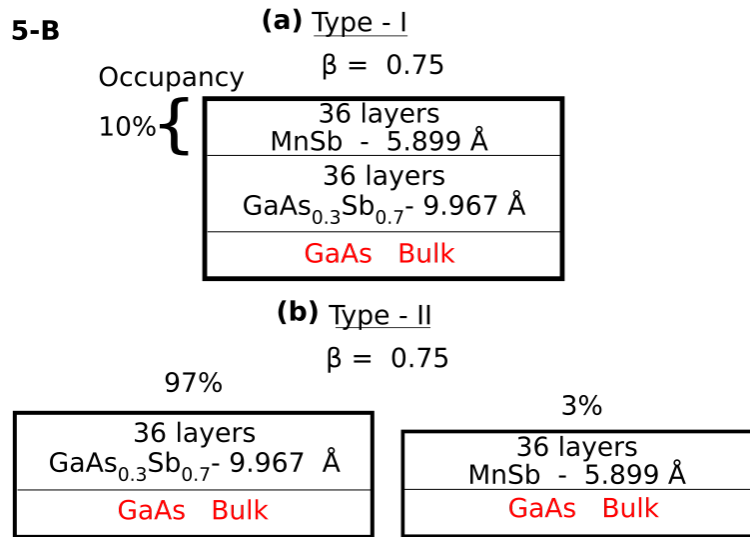 5-B
(a) Type - I
β = 0.75
Occupancy
10% {
36 layers
MnSb - 5.899 Å
36 layers
GaAs₀.₃Sb₀.₇- 9.967 Å
GaAs Bulk
(b) Type - II
β = 0.75
97%
36 layers
GaAs₀.₃Sb₀.₇- 9.967 Å
GaAs Bulk
3%
36 layers
MnSb - 5.899 Å
GaAs Bulk